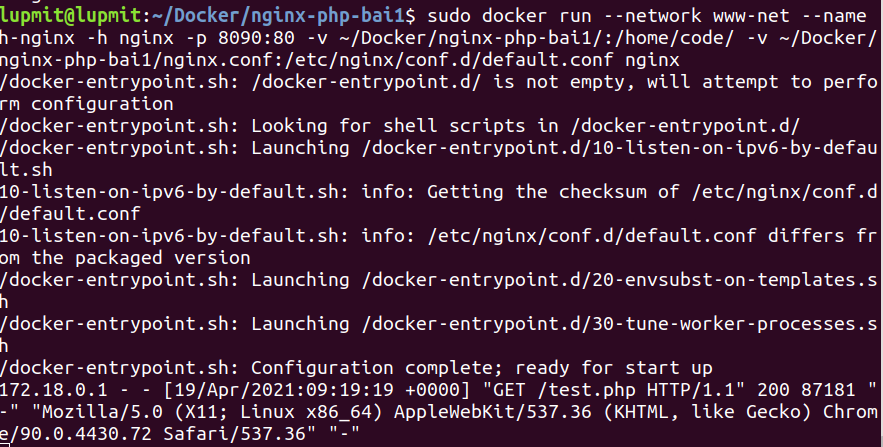 lupmit@lupmit:~/Docker/nginx-php-bai1$ sudo docker run --network www-net --name
h-nginx -h nginx -p 8090:80 -v ~/Docker/nginx-php-bai1/:/home/code/ -v ~/Docker/
nginx-php-bai1/nginx.conf:/etc/nginx/conf.d/default.conf nginx
/docker-entrypoint.sh: /docker-entrypoint.d/ is not empty, will attempt to perfo
rm configuration
/docker-entrypoint.sh: Looking for shell scripts in /docker-entrypoint.d/
/docker-entrypoint.sh: Launching /docker-entrypoint.d/10-listen-on-ipv6-by-defau
lt.sh
10-listen-on-ipv6-by-default.sh: info: Getting the checksum of /etc/nginx/conf.d
/default.conf
10-listen-on-ipv6-by-default.sh: info: /etc/nginx/conf.d/default.conf differs fr
om the packaged version
/docker-entrypoint.sh: Launching /docker-entrypoint.d/20-envsubst-on-templates.s
h
/docker-entrypoint.sh: Launching /docker-entrypoint.d/30-tune-worker-processes.s
h
/docker-entrypoint.sh: Configuration complete; ready for start up
172.18.0.1 - - [19/Apr/2021:09:19:19 +0000] "GET /test.php HTTP/1.1" 200 87181 "
-" "Mozilla/5.0 (X11; Linux x86_64) AppleWebKit/537.36 (KHTML, like Gecko) Chrom
e/90.0.4430.72 Safari/537.36" "-"